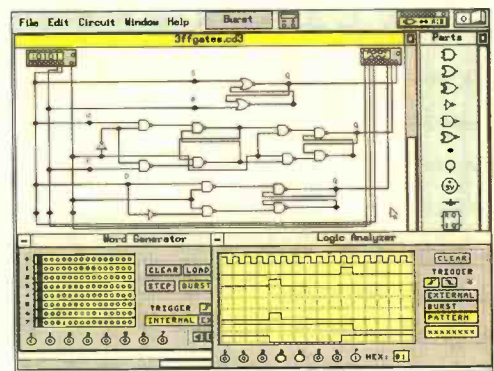 File Edit Circuit Window Help Burst
3ffgates.cd3
Parts
Word Generator
CLEAR LOAD
STEP BURST
TRIGGER
INTERNAL
Logic Analyzer
CLEAR
TRIGGER
EXTERNAL
BURST
PATTERN
XXXXXXXX
HEX:
5V